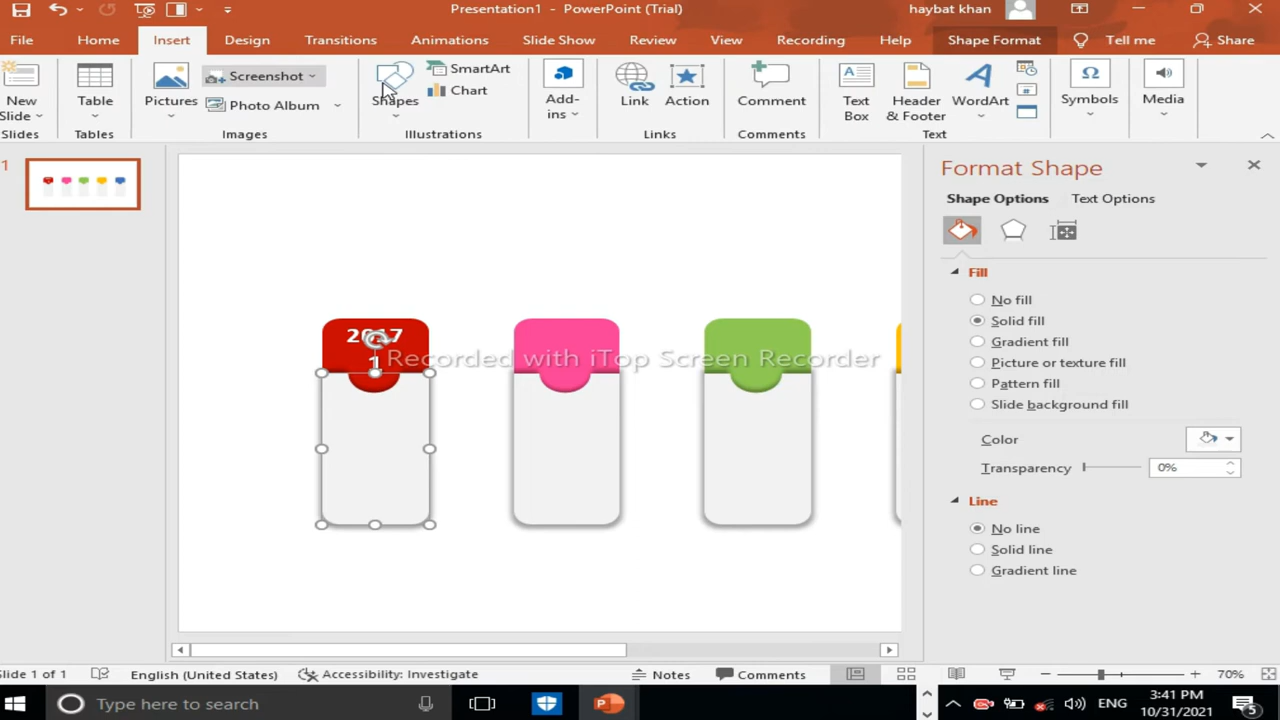 Presentation1 - PowerPoint (Trial)
haybat khan
File
Home
Insert
Design
Transitions
Animations
Slide Show
Review
View
Recording
Help
Shape Format
Tell me
Share
New
Slide
Slides
Table
Tables
Pictures
Screenshot
Photo Album
Images
Shapes
SmartArt
Chart
Illustrations
Add-
ins
Link
Action
Links
Comment
Comments
Text
Box
Header
& Footer
WordArt
Text
Symbols
Media
1
2017
1
Recorded with iTop Screen Recorder
Format Shape
Shape Options
Text Options
Fill
No fill
Solid fill
Gradient fill
Picture or texture fill
Pattern fill
Slide background fill
Color
Transparency
0%
Line
No line
Solid line
Gradient line
Slide 1 of 1
English (United States)
Accessibility: Investigate
Notes
Comments
70%
Type here to search
ENG
3:41 PM
10/31/2021
5